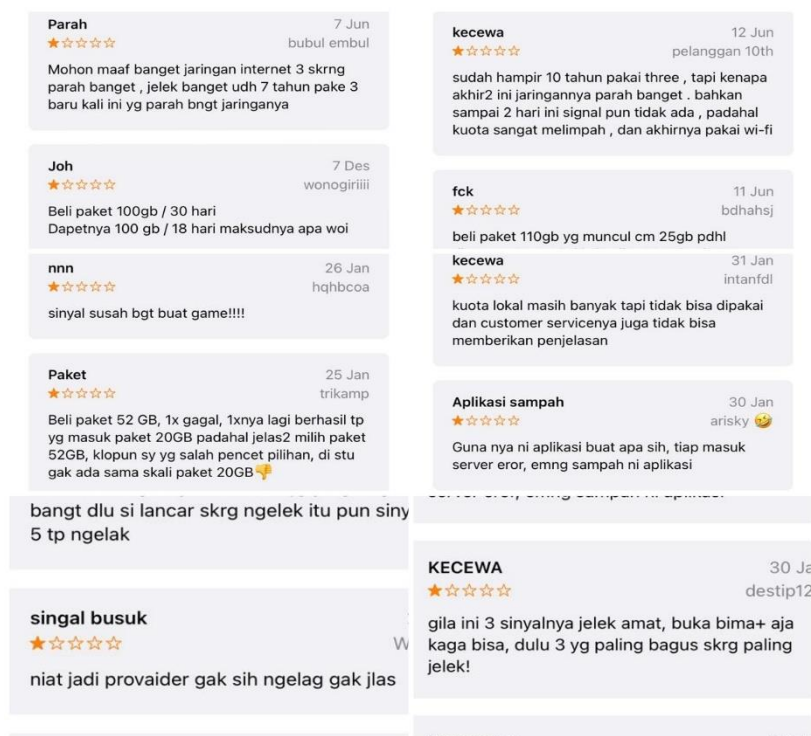 Parah
7 Jun
bubul embul
Mohon maaf banget jaringan internet 3 skrng
parah banget , jelek banget udh 7 tahun pake 3
baru kali ini yg parah bngt jaringanya
Joh
7 Des
wonogiriiii
Beli paket 100gb / 30 hari
Dapetnya 100 gb / 18 hari maksudnya apa woi
nnn
26 Jan
hqhbcoa
sinyal susah bgt buat game!!!!
Paket
25 Jan
trikamp
Beli paket 52 GB, 1x gagal, 1xnya lagi berhasil tp
yg masuk paket 20GB padahal jelas2 milih paket
52GB, klopun sy yg salah pencet pilihan, di stu
gak ada sama skali paket 20GB👎
bangt dlu si lancar skrg ngelek itu pun siny
5 tp ngelak
singal busuk
W
niat jadi provaider gak sih ngelag gak jlas
kecewa
12 Jun
pelanggan 10th
sudah hampir 10 tahun pakai three , tapi kenapa
akhir2 ini jaringannya parah banget . bahkan
sampai 2 hari ini signal pun tidak ada , padahal
kuota sangat melimpah , dan akhirnya pakai wi-fi
fck
11 Jun
bdhahsj
beli paket 110gb yg muncul cm 25gb pdhl
kecewa
31 Jan
intanfdl
kuota lokal masih banyak tapi tidak bisa dipakai
dan customer servicenya juga tidak bisa
memberikan penjelasan
Aplikasi sampah
30 Jan
arisky 🤣
Guna nya ni aplikasi buat apa sih, tiap masuk
server eror, emng sampah ni aplikasi
server eror, emng sampah ni aplikasi
KECEWA
30 Ja
destip12
gila ini 3 sinyalnya jelek amat, buka bima+ aja
kaga bisa, dulu 3 yg paling bagus skrg paling
jelek!